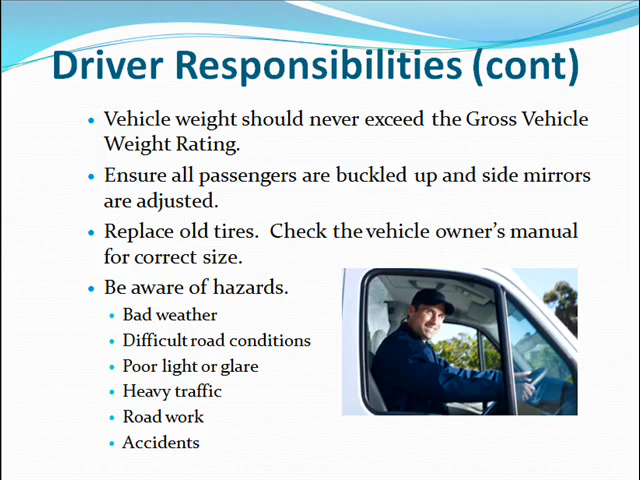 Driver Responsibilities (cont)
• Vehicle weight should never exceed the Gross Vehicle
Weight Rating.
• Ensure all passengers are buckled up and side mirrors
are adjusted.
• Replace old tires. Check the vehicle owner’s manual
for correct size.
• Be aware of hazards.
• Bad weather
• Difficult road conditions
• Poor light or glare
• Heavy traffic
• Road work
• Accidents